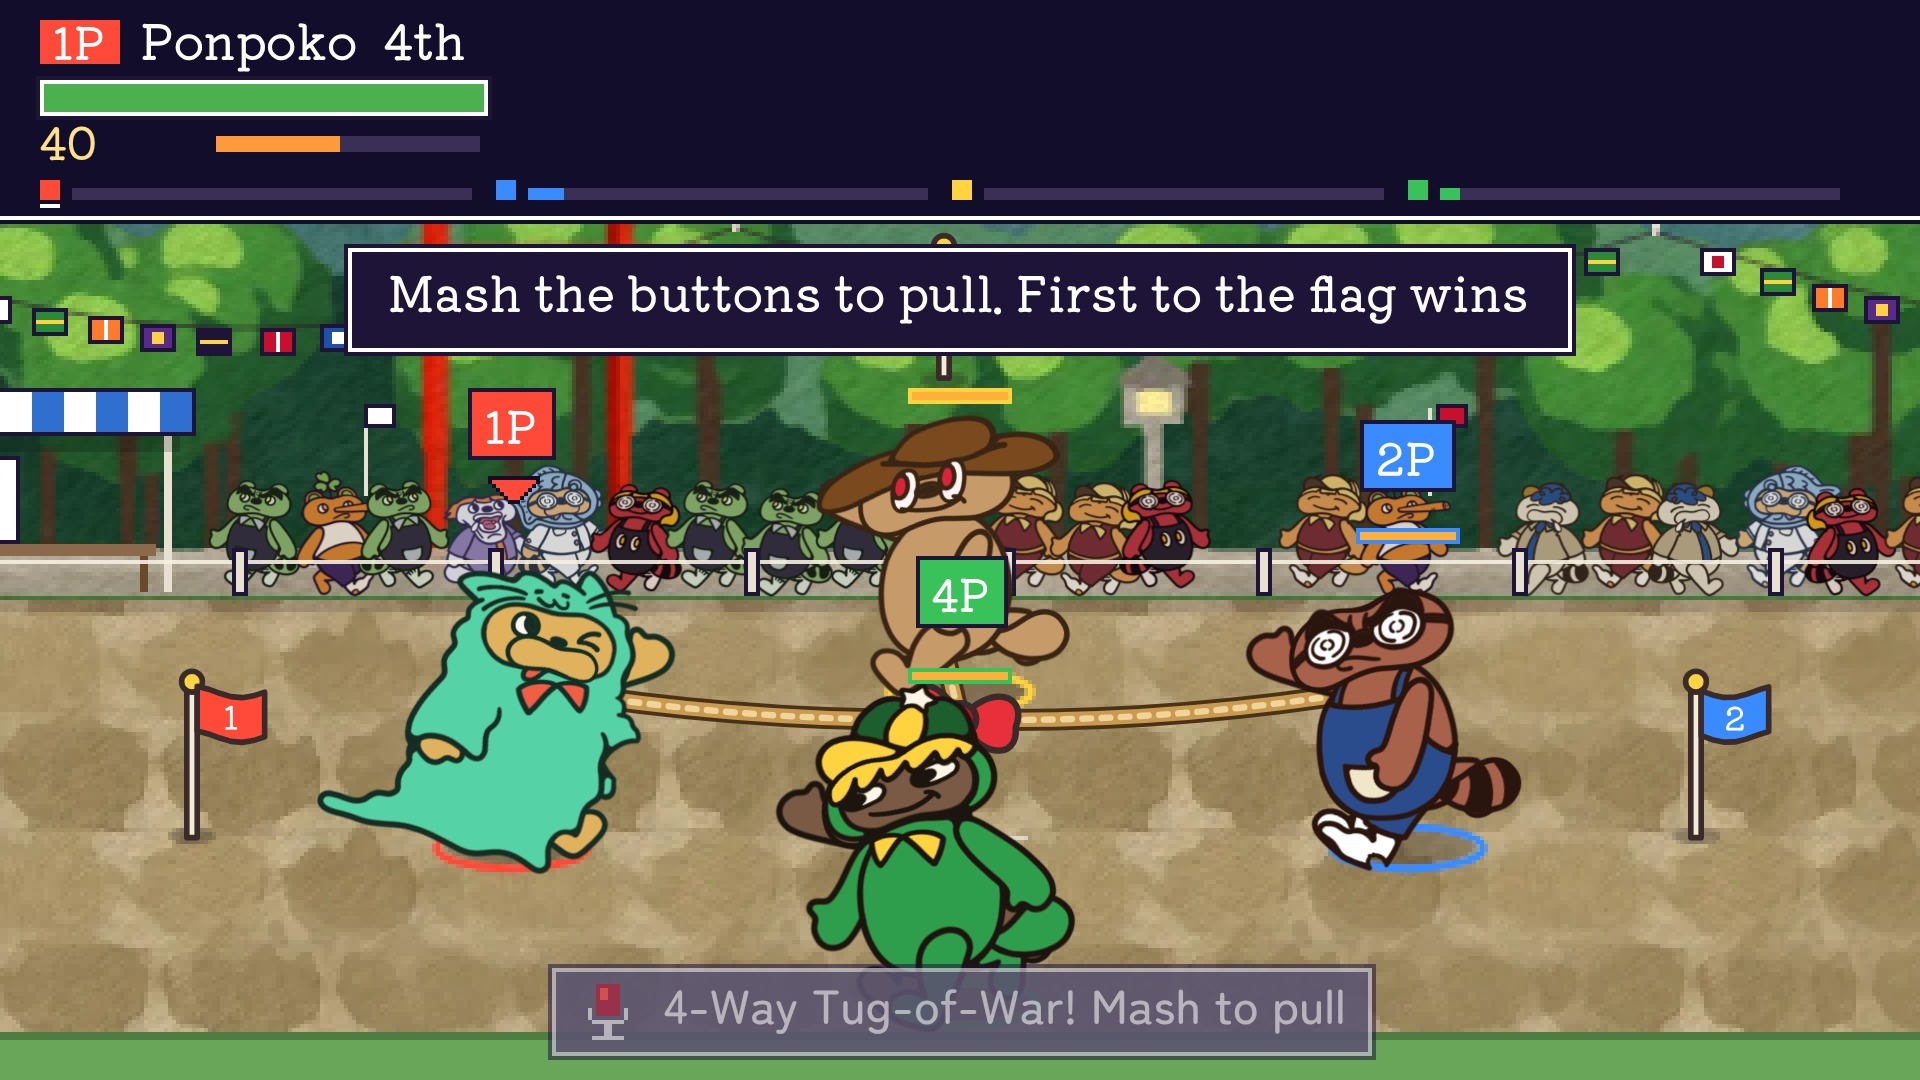 1P Ponpoko 4th
40
Mash the buttons to pull. First to the flag wins
1P
2P
4P
1
2
4-Way Tug-of-War! Mash to pull